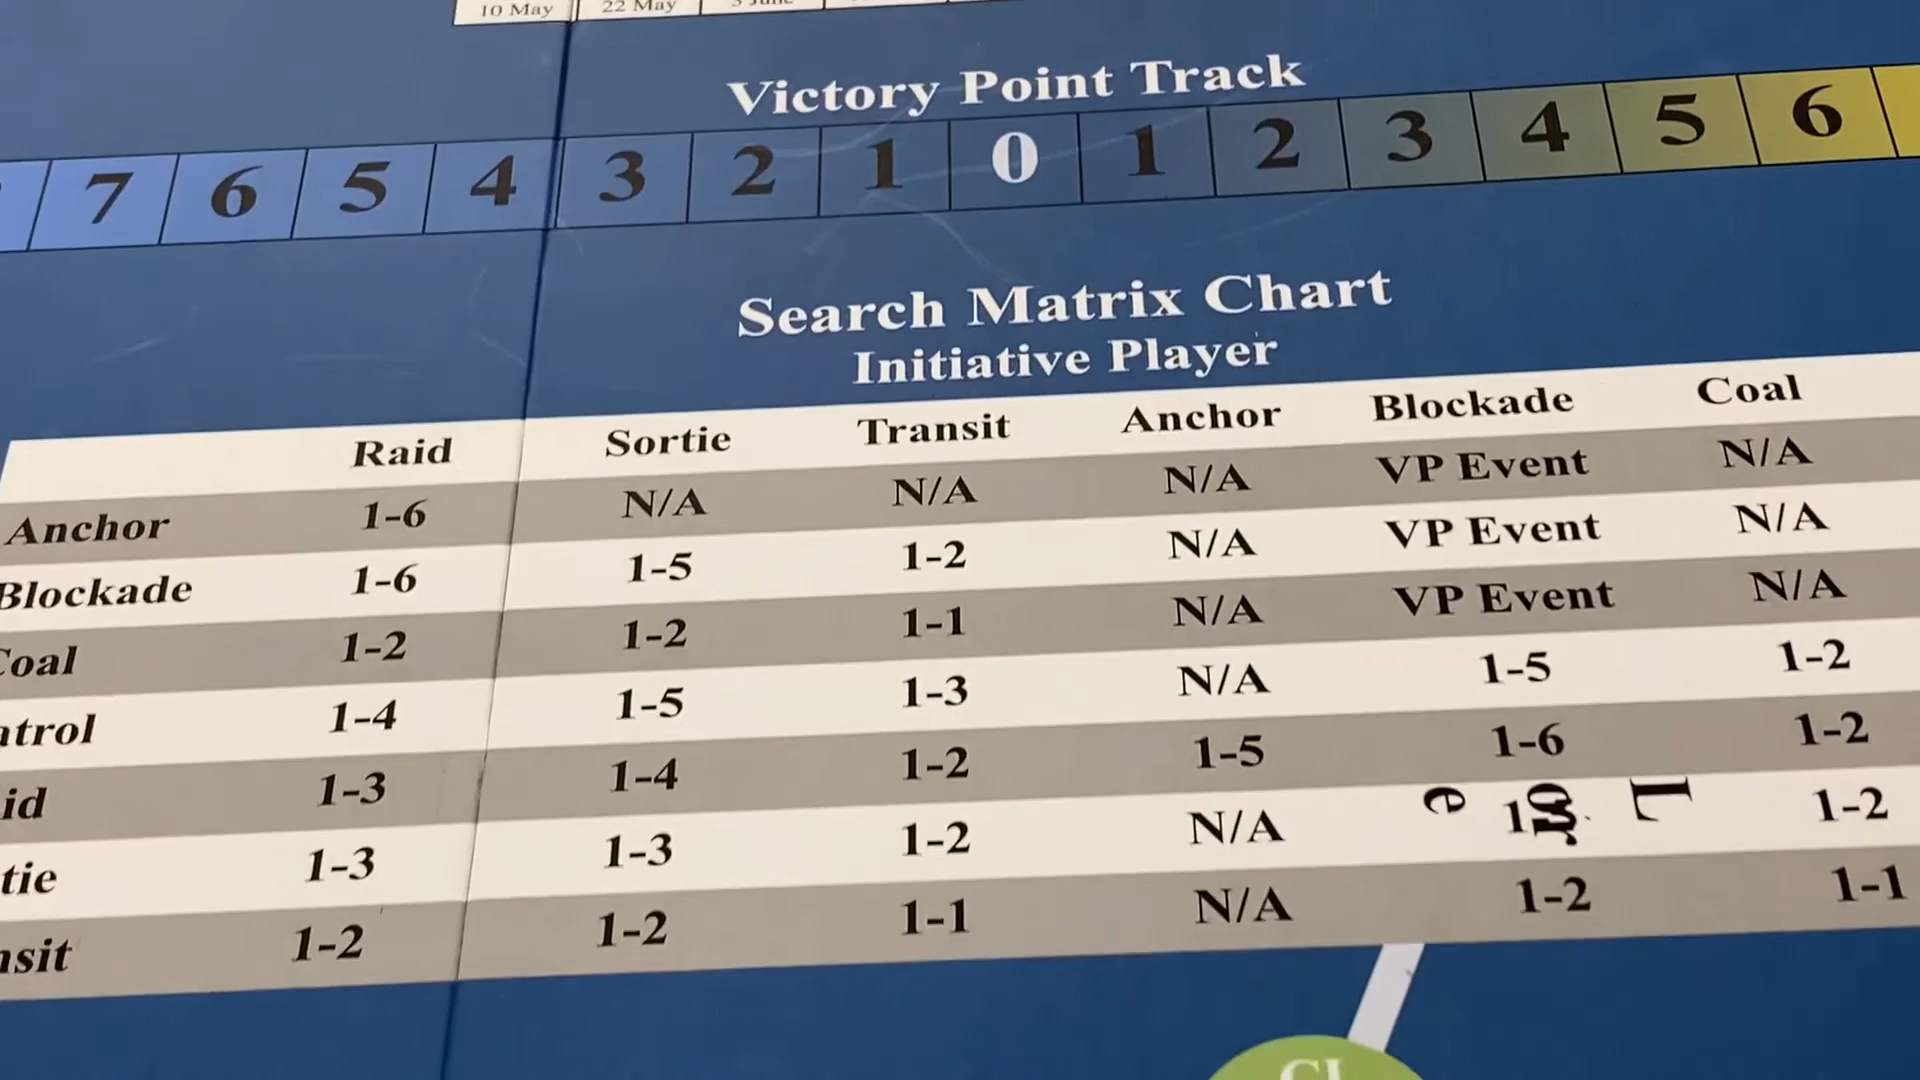 10 May 22 May
Victory Point Track
7 6 5 4 3 2 1 0 1 2 3 4 5 6
Search Matrix Chart
Initiative Player
Raid Sortie Transit Anchor Blockade Coal
Anchor 1-6 N/A N/A N/A VP Event N/A
Blockade 1-6 1-5 1-2 N/A VP Event N/A
Coal 1-2 1-2 1-1 N/A VP Event N/A
atrol 1-4 1-5 1-3 N/A 1-5 1-2
id 1-3 1-4 1-2 1-5 1-6 1-2
tie 1-3 1-3 1-2 N/A 1-2
nsit 1-2 1-2 1-1 N/A 1-2 1-1